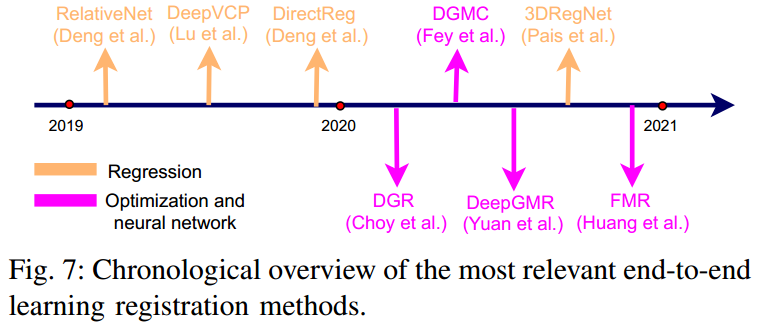 RelativeNet
(Deng et al.)
DeepVCP
(Lu et al.)
DirectReg
(Deng et al.)
DGMC
(Fey et al.)
3DRegNet
(Pais et al.)
2019
2020
2021
Regression
Optimization and
neural network
DGR
(Choy et al.)
DeepGMR
(Yuan et al.)
FMR
(Huang et al.)
Fig. 7: Chronological overview of the most relevant end-to-end
learning registration methods.